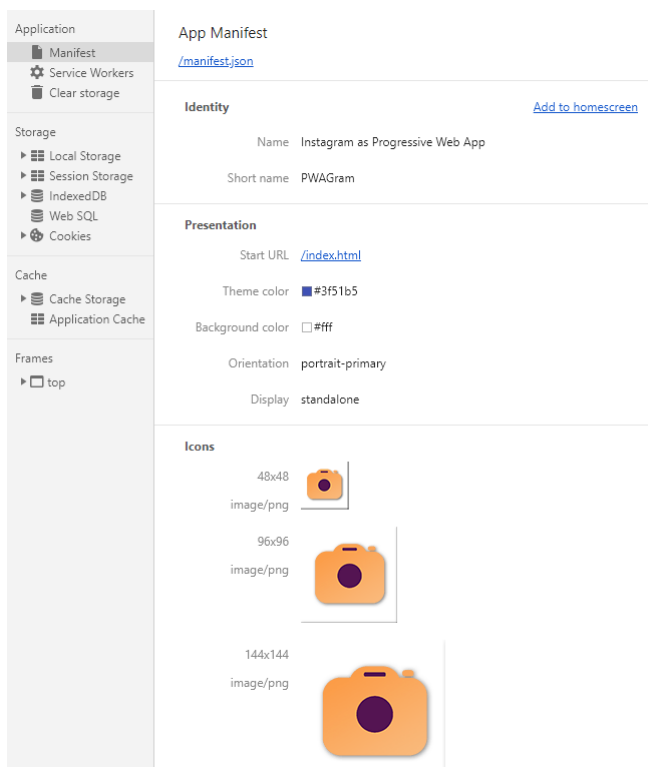 Application
Manifest
Service Workers
Clear storage
Storage
Local Storage
Session Storage
IndexedDB
Web SQL
Cookies
Cache
Cache Storage
Application Cache
Frames
top
App Manifest
/manifest.json
Identity
Add to homescreen
Name Instagram as Progressive Web App
Short name PWAGram
Presentation
Start URL /index.html
Theme color #3f51b5
Background color #fff
Orientation portrait-primary
Display standalone
Icons
48x48
image/png
96x96
image/png
144x144
image/png